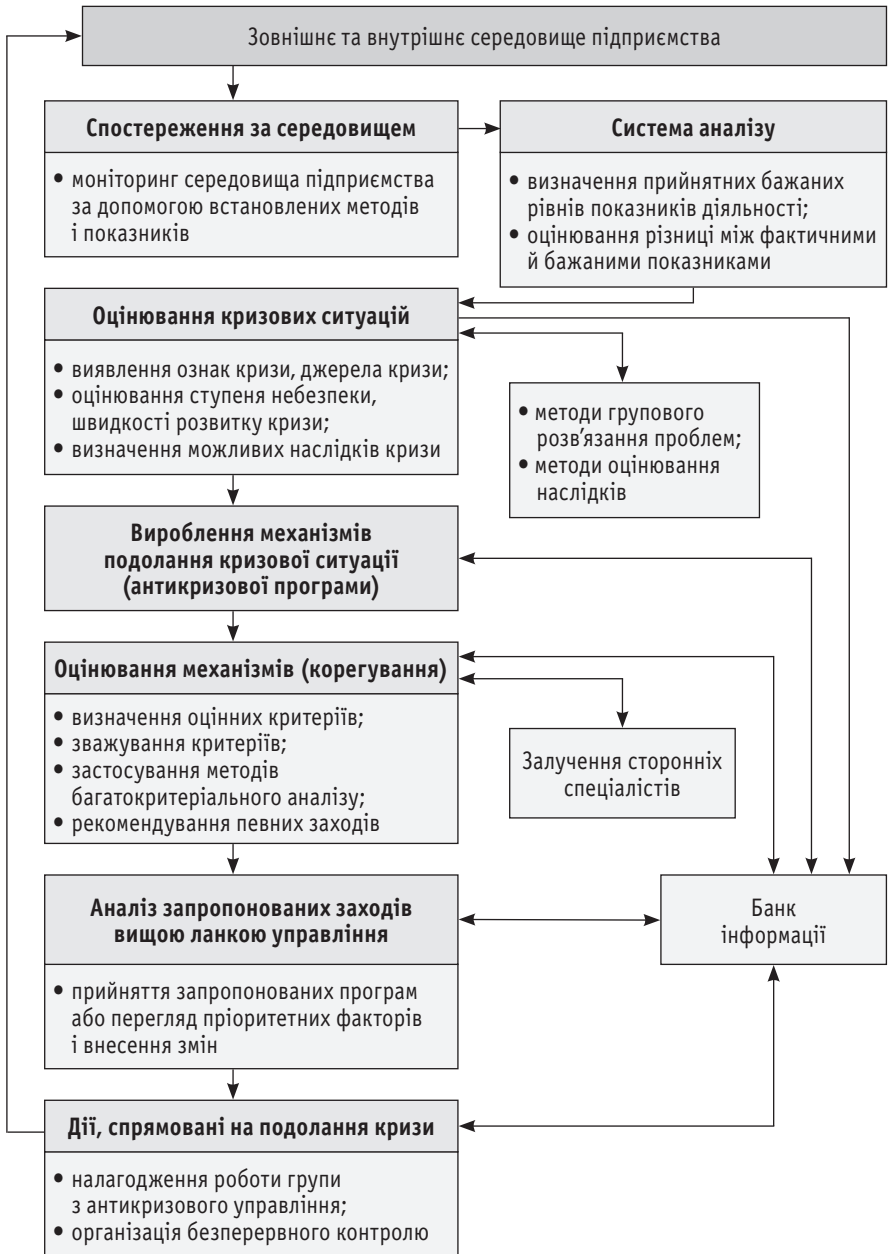 Зовнішнє та внутрішнє середовище підприємства
Спостереження за середовищем
• моніторинг середовища підприємства
за допомогою встановлених методів
і показників
Система аналізу
• визначення прийнятних бажаних
рівнів показників діяльності;
• оцінювання різниці між фактичними
й бажаними показниками
Оцінювання кризових ситуацій
• виявлення ознак кризи, джерела кризи;
• оцінювання ступеня небезпеки,
швидкості розвитку кризи;
• визначення можливих наслідків кризи
• методи групового
розв'язання проблем;
• методи оцінювання
наслідків
Вироблення механізмів
подолання кризової ситуації
(антикризової програми)
Оцінювання механізмів (корегування)
• визначення оцінних критеріїв;
• зважування критеріїв;
• застосування методів
багатокритеріального аналізу;
• рекомендування певних заходів
Залучення сторонніх
спеціалістів
Аналіз запропонованих заходів
вищою ланкою управління
• прийняття запропонованих програм
або перегляд пріоритетних факторів
і внесення змін
Банк
інформації
Дії, спрямовані на подолання кризи
• налагодження роботи групи
з антикризового управління;
• організація безперервного контролю